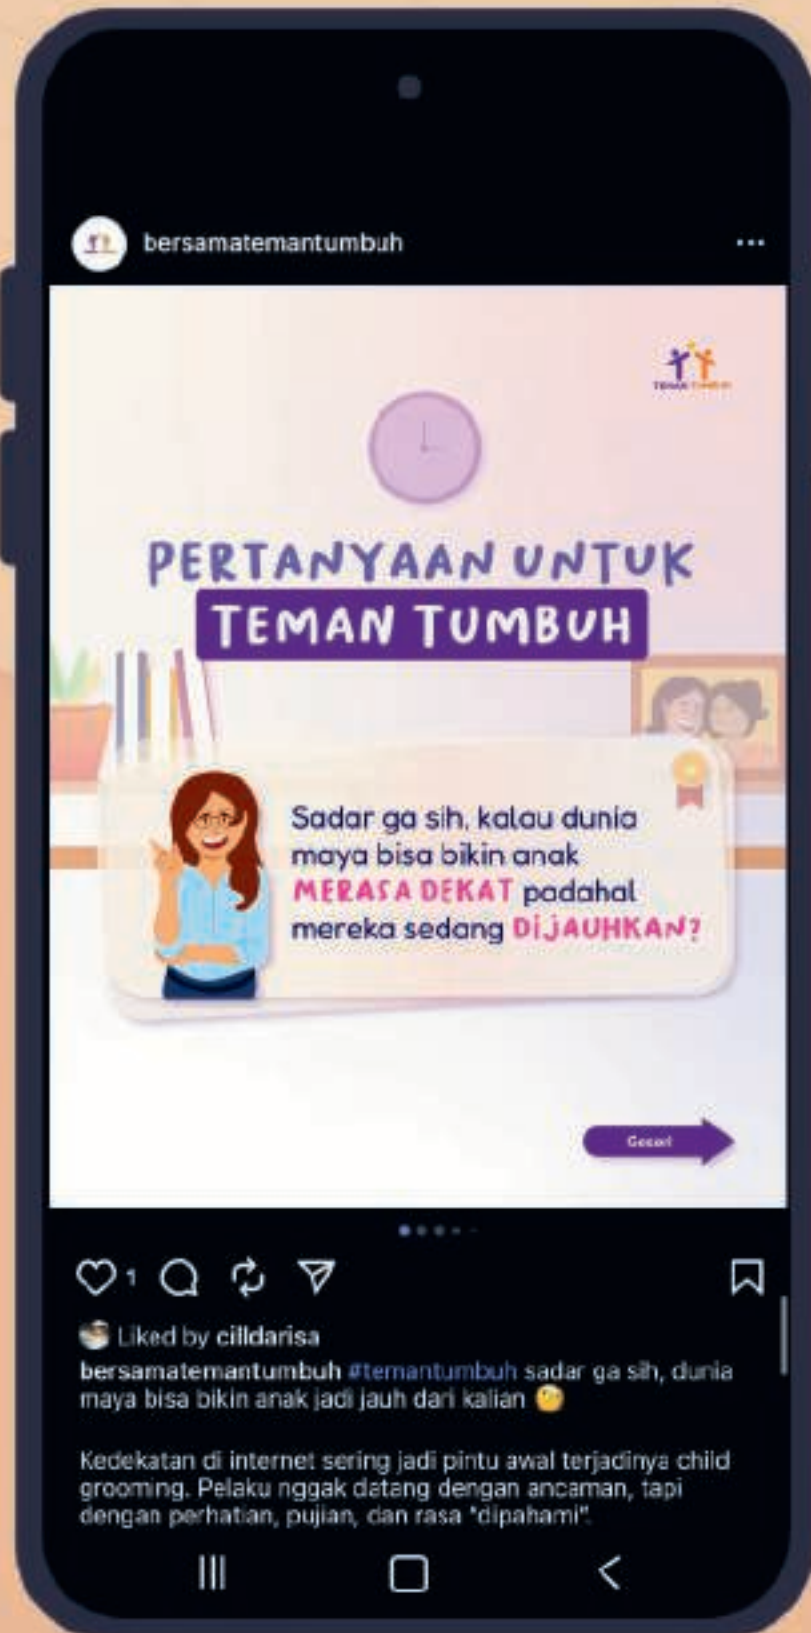 bersamatemantumbuh
TEMAN TUMBUH
PERTANYAAN UNTUK
TEMAN TUMBUH
Sadar ga sih, kalau dunia
maya bisa bikin anak
MERASA DEKAT padahal
mereka sedang DiJAUHKAN?
Geser!
1
Liked by cilldarisa
bersamatemantumbuh #temantumbuh sadar ga sih, dunia
maya bisa bikin anak jadi jauh dari kalian 🧐
Kedekatan di internet sering jadi pintu awal terjadinya child
grooming. Pelaku nggak datang dengan ancaman, tapi
dengan perhatian, pujian, dan rasa "dipahami".